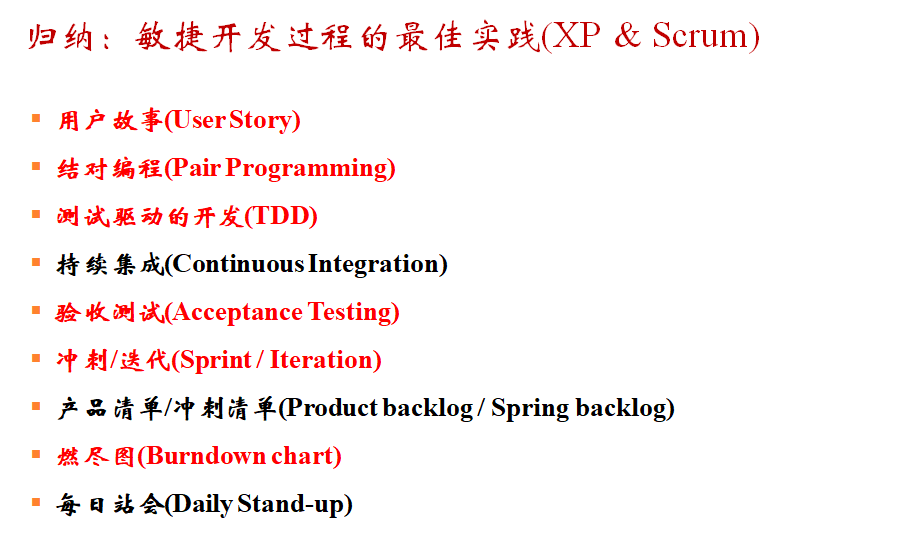 归纳：敏捷开发过程的最佳实践(XP & Scrum)
用户故事(User Story)
结对编程(Pair Programming)
测试驱动的开发(TDD)
持续集成(Continuous Integration)
验收测试(Acceptance Testing)
冲刺/迭代(Sprint / Iteration)
产品清单/冲刺清单(Product backlog / Spring backlog)
燃尽图(Burndown chart)
每日站会(Daily Stand-up)